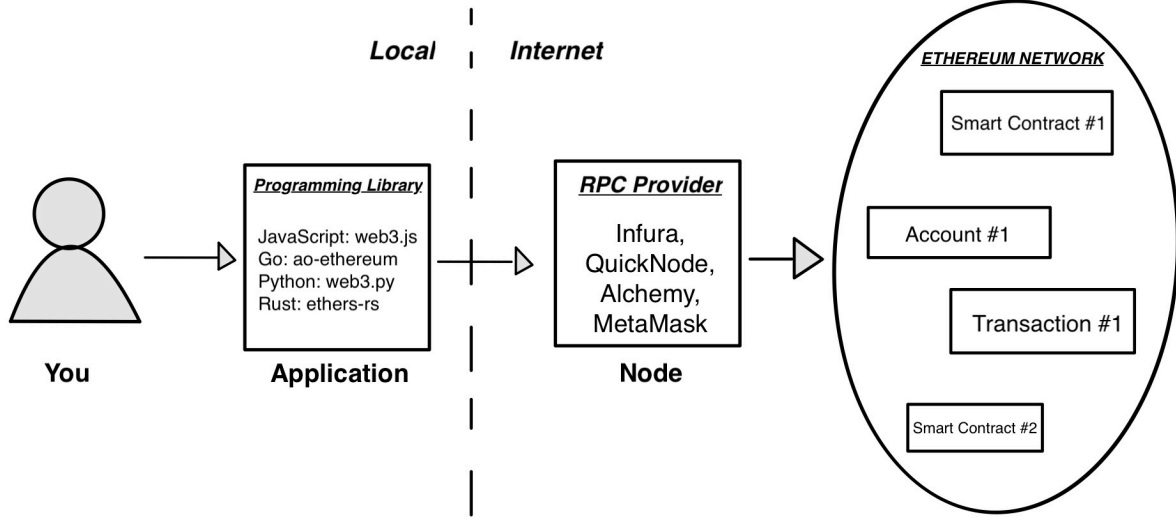 Local
Internet
ETHEREUM NETWORK
Smart Contract #1
Account #1
Transaction #1
Smart Contract #2
Programming Library
JavaScript: web3.js
Go: ao-ethereum
Python: web3.py
Rust: ethers-rs
RPC Provider
Infura,
QuickNode,
Alchemy,
MetaMask
You
Application
Node